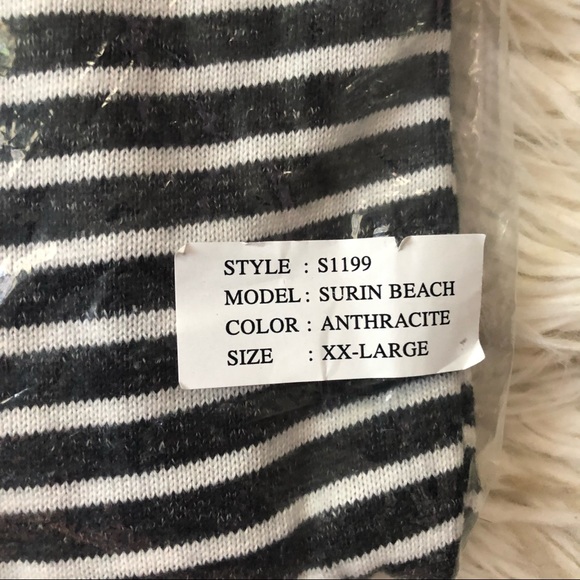 STYLE : S1199
MODEL : SURIN BEACH
COLOR : ANTHRACITE
SIZE : XX-LARGE